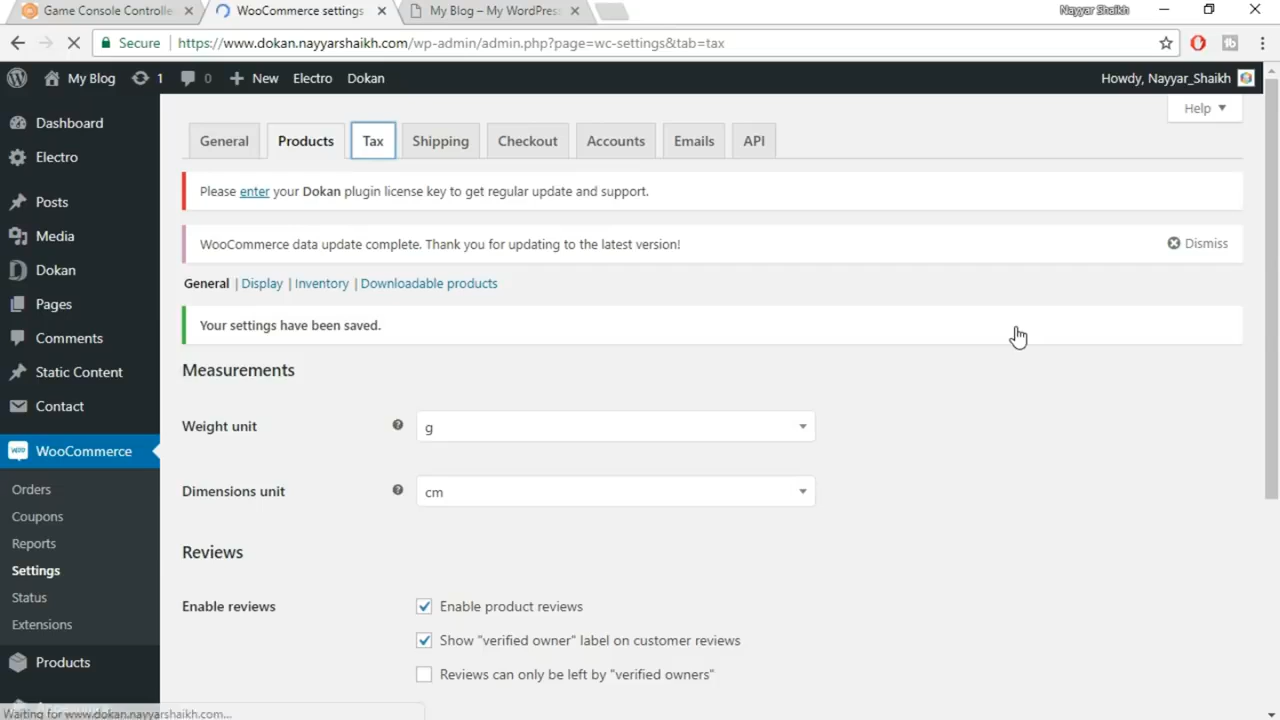 Game Console Controlle
WooCommerce settings
My Blog – My WordPress
Nayyar Shaikh
Secure
https://www.dokan.nayyarshaikh.com/wp-admin/admin.php?page=wc-settings&tab=tax
My Blog
1
0
New
Electro
Dokan
Howdy, Nayyar_Shaikh
Help
Dashboard
Electro
Posts
Media
Dokan
Pages
Comments
Static Content
Contact
WooCommerce
Orders
Coupons
Reports
Settings
Status
Extensions
Products
General
Products
Tax
Shipping
Checkout
Accounts
Emails
API
Please enter your Dokan plugin license key to get regular update and support.
WooCommerce data update complete. Thank you for updating to the latest version!
Dismiss
General | Display | Inventory | Downloadable products
Your settings have been saved.
Measurements
Weight unit
g
Dimensions unit
cm
Reviews
Enable reviews
Enable product reviews
Show "verified owner" label on customer reviews
Reviews can only be left by "verified owners"
Waiting for www.dokan.nayyarshaikh.com...